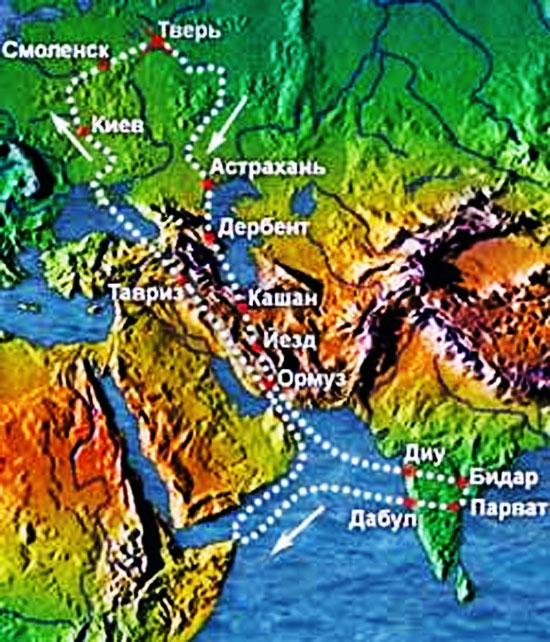 Тверь
Смоленск
Киев
Астрахань
Дербент
Тавриз
Кашан
Йезд
Ормуз
Диу
Бидар
Дабул
Парват